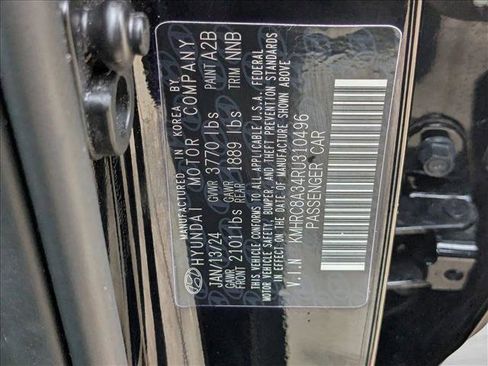 MANUFACTURED IN KOREA BY
HYUNDAI MOTOR COMPANY
JAN/13/24 GVWR 3770 lbs PAINT A2B
GAWR FRONT 2101 lbs GAWR REAR 1889 lbs TRIM NNB
THIS VEHICLE CONFORMS TO ALL APPLICABLE U.S.A. FEDERAL
MOTOR VEHICLE SAFETY, BUMPER, AND THEFT PREVENTION STANDARDS
IN EFFECT ON THE DATE OF MANUFACTURE SHOWN ABOVE
V.I.N KMHRC8A34RU310496
PASSENGER CAR